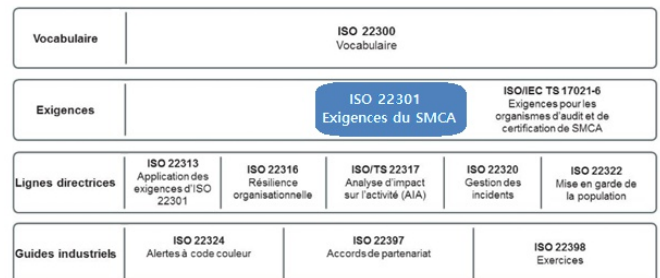 Vocabulaire
ISO 22300
Vocabulaire
Exigences
ISO 22301
Exigences du SMCA
ISO/IEC TS 17021-6
Exigences pour les
organismes d'audit et de
certification de SMCA
Lignes directrices
ISO 22313
Application des
exigences d'ISO
22301
ISO 22316
Résilience
organisationnelle
ISO/TS 22317
Analyse d'impact
sur l'activité (AIA)
ISO 22320
Gestion des
incidents
ISO 22322
Mise en garde de
la population
Guides industriels
ISO 22324
Alertes à code couleur
ISO 22397
Accords de partenariat
ISO 22398
Exercices